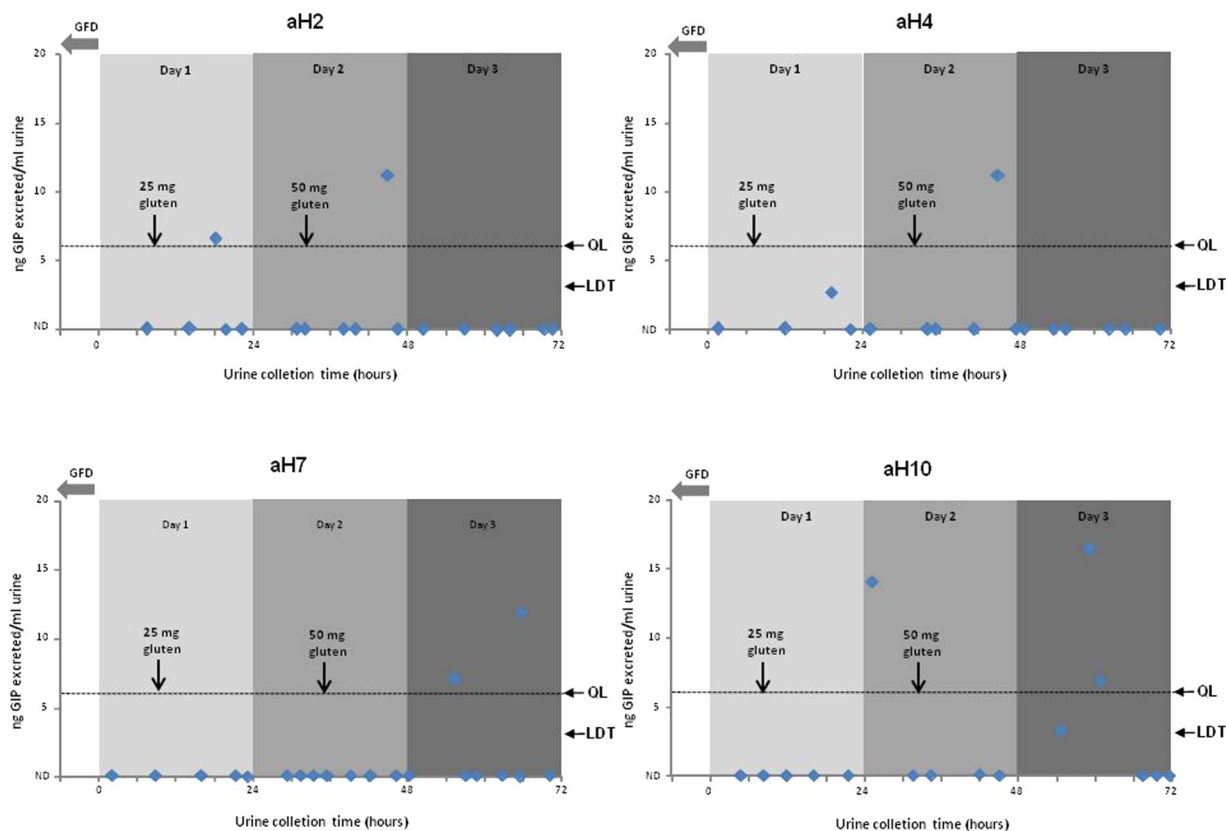 aH2
GFD
ng GIP excreted/ml urine
20
15
10
5
ND
Day 1
Day 2
Day 3
25 mg
gluten
50 mg
gluten
QL
LDT
0
24
48
72
Urine colletion time (hours)
aH4
GFD
ng GIP excreted/ml urine
20
15
10
5
ND
Day 1
Day 2
Day 3
25 mg
gluten
50 mg
gluten
QL
LDT
0
24
48
72
Urine colletion time (hours)
aH7
GFD
ng GIP excreted/ml urine
20
15
10
5
ND
Day 1
Day 2
Day 3
25 mg
gluten
50 mg
gluten
QL
LDT
0
24
48
72
Urine colletion time (hours)
aH10
GFD
ng GIP excreted/ml urine
20
15
10
5
ND
Day 1
Day 2
Day 3
25 mg
gluten
50 mg
gluten
QL
LDT
0
24
48
72
Urine colletion time (hours)